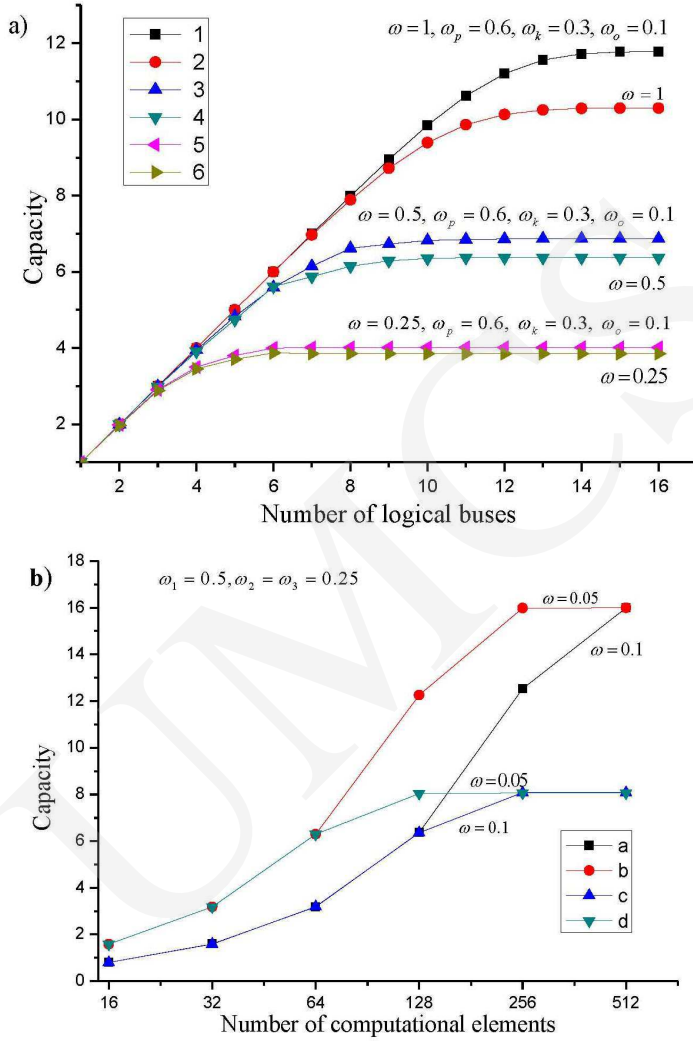 a)
1
2
3
4
5
6
ω = 1, ω_p = 0.6, ω_k = 0.3, ω_o = 0.1
ω = 1
ω = 0.5, ω_p = 0.6, ω_k = 0.3, ω_o = 0.1
ω = 0.5
ω = 0.25, ω_p = 0.6, ω_k = 0.3, ω_o = 0.1
ω = 0.25
Capacity
12
10
8
6
4
2
2 4 6 8 10 12 14 16
Number of logical buses
b)
ω_1 = 0.5, ω_2 = ω_3 = 0.25
ω = 0.05
ω = 0.1
ω = 0.05
ω = 0.1
a
b
c
d
Capacity
18
16
14
12
10
8
6
4
2
0
16 32 64 128 256 512
Number of computational elements
UMCS